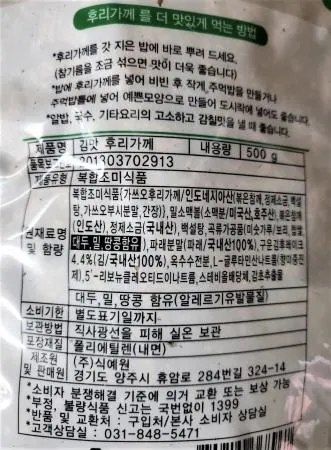 후리가께 를 더 맛있게 먹는 방법
*후리가께를 갓 지은 밥에 바로 뿌려 드세요.
(참기름을 조금 섞으면 맛이 더욱 좋습니다)
*밥에 후리가께를 넣어 비빈 후 작게, 주먹밥을 만들거나
주먹밥틀에 넣어 예쁜모양으로 만들어 도시락에 넣어도 좋습니다.
*알밥, 국수, 기타요리의 고소하고 감칠맛을 낼 때 좋습니다.
제품명 김맛 후리가께 내용량 500 g
품목보고번호 201303702913
제품유형 복합조미식품
원재료명 및 함량
복합조미식품{가쓰오후리가께/인도네시아산(볶은참깨, 정제소금, 백설
탕, 가쓰오부시분말, 간장)}, 밀소맥볼(소맥분/미국산,호주산), 볶은참깨
(인도산), 정제소금(국내산), 백설탕, 곡류가공품(미숫가루/보리, 찹쌀,
대두,밀,땅콩함유), 파래분말(파래/국내산100%), 구운김후레이크
4.4%(김/국내산100%), 옥수수전분, L-글루타민산나트륨(향미증진
제), 5'-리보뉴클레오티드이나트륨, 스테비올배당체, 감초추출물
대두, 밀, 땅콩 함유(알레르기유발물질)
소비기한 별도표기일까지
보관방법 직사광선을 피해 실온 보관
포장재질 폴리에틸렌(내면)
제조원 및 판매원 (주)식예원
경기도 양주시 휴암로 284번길 324-14
*소비자 분쟁해결 기준에 의거 교환 또는 보상 가능
*부정, 불량식품 신고는 국번없이 1399
*반품 및 교환처 : 구입처/본사 소비자 상담실
*고객상담실 : 031-848-5471